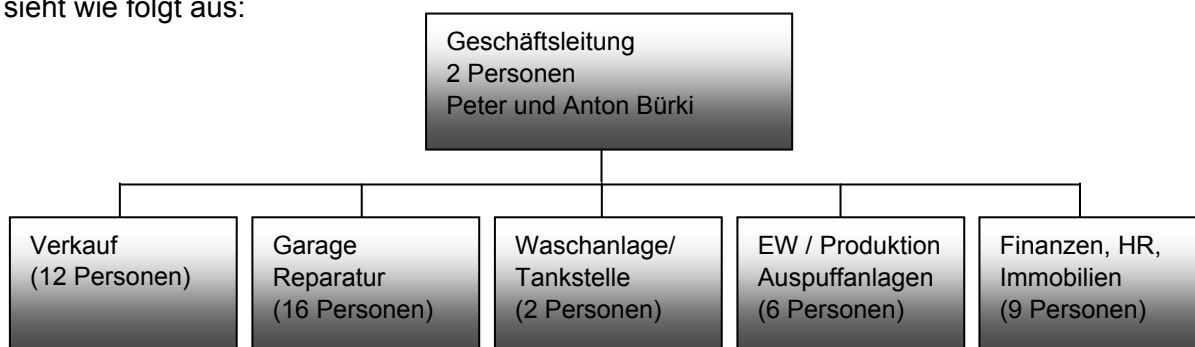 sieht wie folgt aus:
Geschäftsleitung
2 Personen
Peter und Anton Bürki
Verkauf
(12 Personen)
Garage
Reparatur
(16 Personen)
Waschanlage/
Tankstelle
(2 Personen)
EW / Produktion
Auspuffanlagen
(6 Personen)
Finanzen, HR,
Immobilien
(9 Personen)